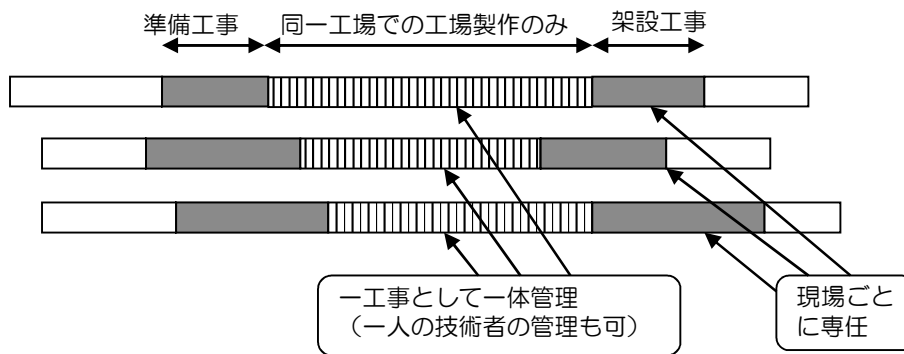 準備工事
同一工場での工場製作のみ
架設工事
一工事として一体管理
（一人の技術者の管理も可）
現場ごと
に専任